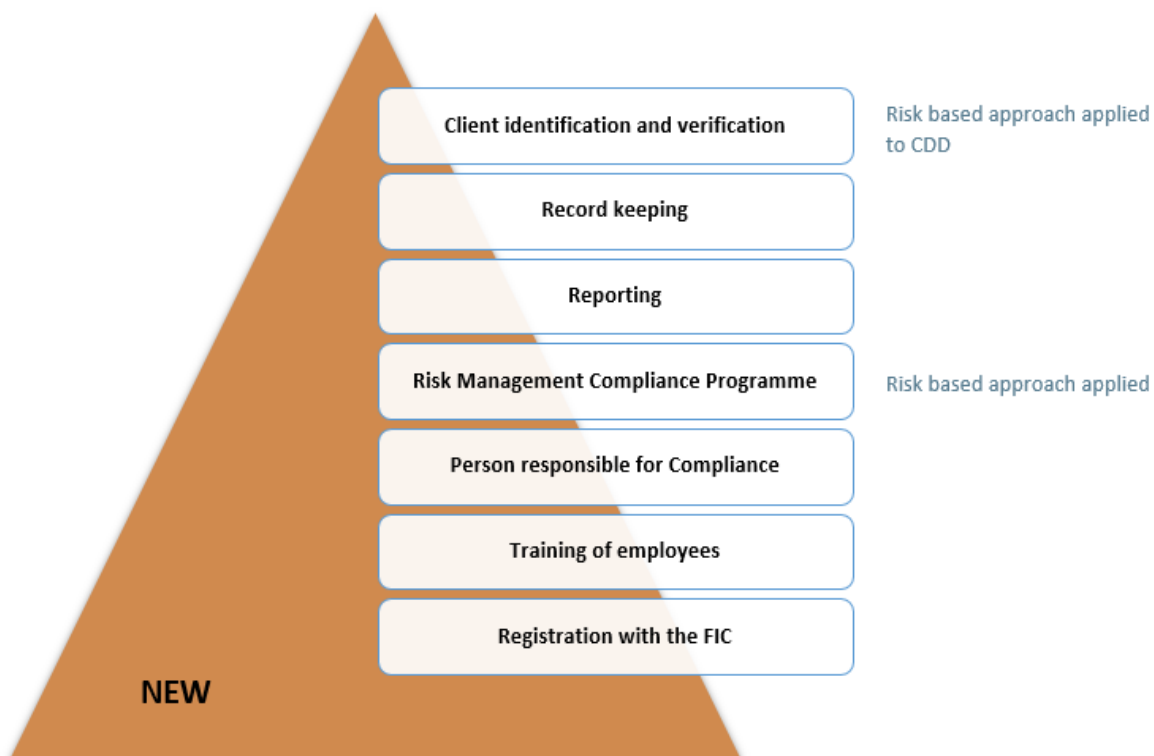 Client identification and verification
Risk based approach applied
to CDD
Record keeping
Reporting
Risk Management Compliance Programme
Risk based approach applied
Person responsible for Compliance
Training of employees
Registration with the FIC
NEW